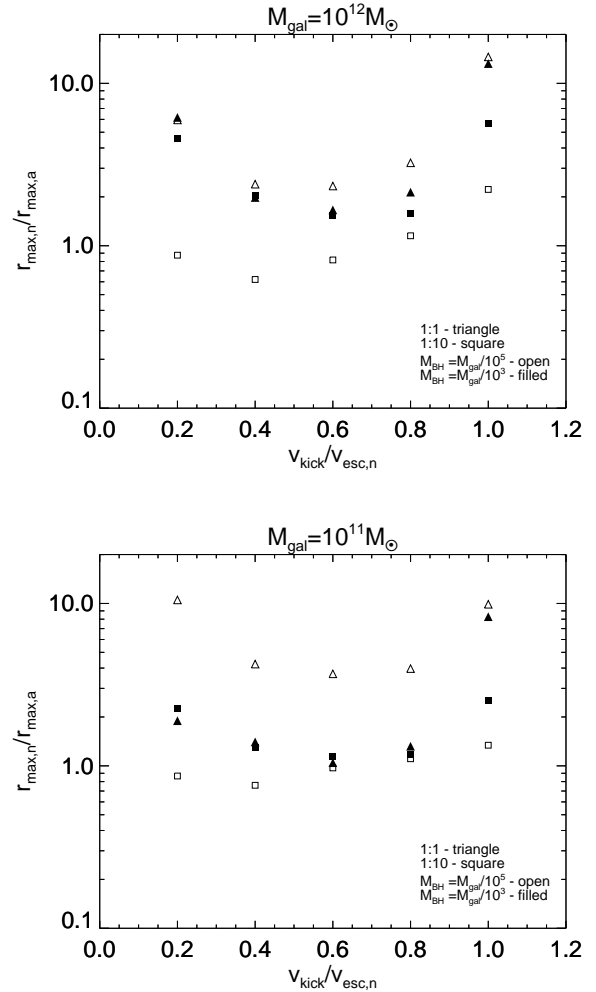 M_gal=10^12 M_⊙
10.0
1.0
0.1
r_max,n/r_max,a
0.0 0.2 0.4 0.6 0.8 1.0 1.2
v_kick/v_esc,n
1:1 - triangle
1:10 - square
M_BH =M_gal/10^5 - open
M_BH =M_gal/10^3 - filled
M_gal=10^11 M_⊙
10.0
1.0
0.1
r_max,n/r_max,a
0.0 0.2 0.4 0.6 0.8 1.0 1.2
v_kick/v_esc,n
1:1 - triangle
1:10 - square
M_BH =M_gal/10^5 - open
M_BH =M_gal/10^3 - filled